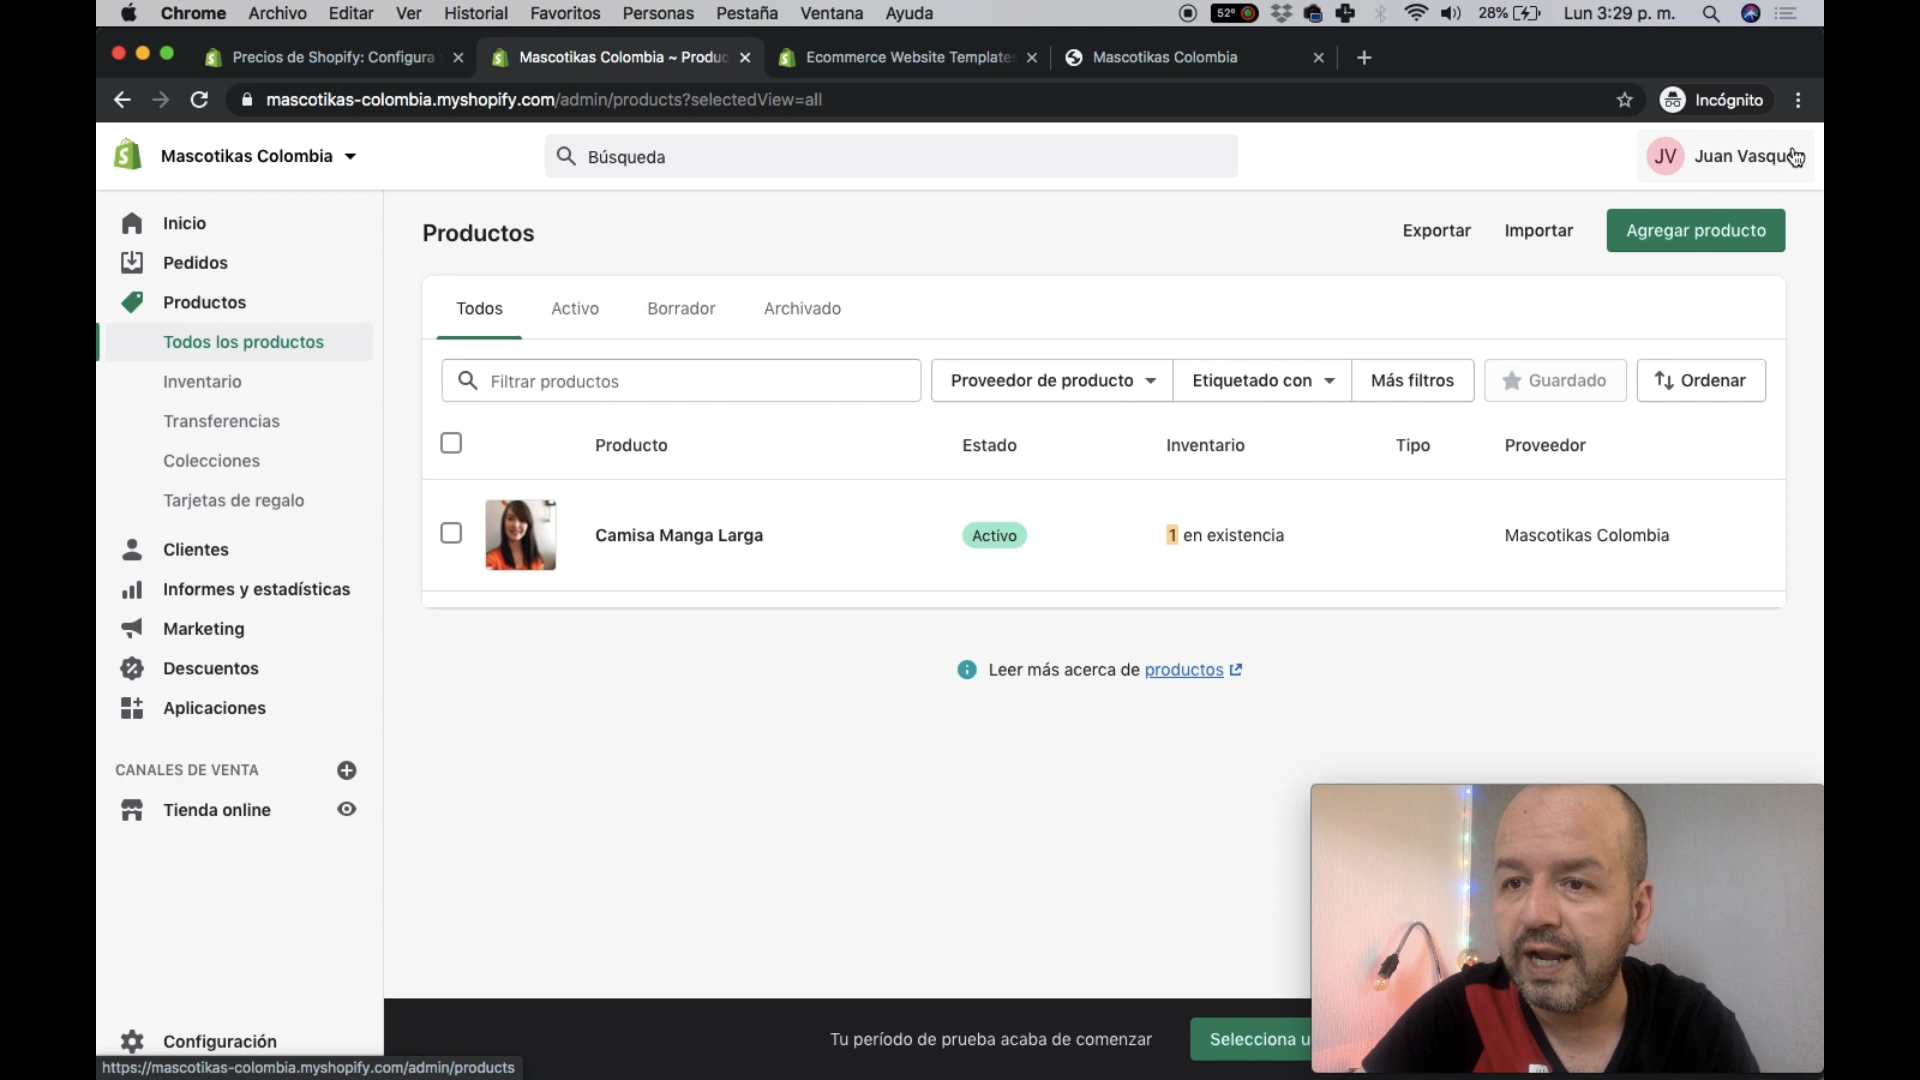 Chrome Archivo Editar Ver Historial Favoritos Personas Pestaña Ventana Ayuda 52° 28% Lun 3:29 p. m.
Precios de Shopify: Configura Mascotikas Colombia ~ Produc Ecommerce Website Templates Mascotikas Colombia
mascotikas-colombia.myshopify.com/admin/products?selectedView=all Incógnito
Mascotikas Colombia Búsqueda JV Juan Vasqu
Inicio
Pedidos
Productos
Todos los productos
Inventario
Transferencias
Colecciones
Tarjetas de regalo
Clientes
Informes y estadísticas
Marketing
Descuentos
Aplicaciones
CANALES DE VENTA
Tienda online
Configuración
Productos Exportar Importar Agregar producto
Todos Activo Borrador Archivado
Filtrar productos Proveedor de producto Etiquetado con Más filtros Guardado Ordenar
Producto Estado Inventario Tipo Proveedor
Camisa Manga Larga Activo 1 en existencia Mascotikas Colombia
Leer más acerca de productos
Tu período de prueba acaba de comenzar Selecciona u
https://mascotikas-colombia.myshopify.com/admin/products